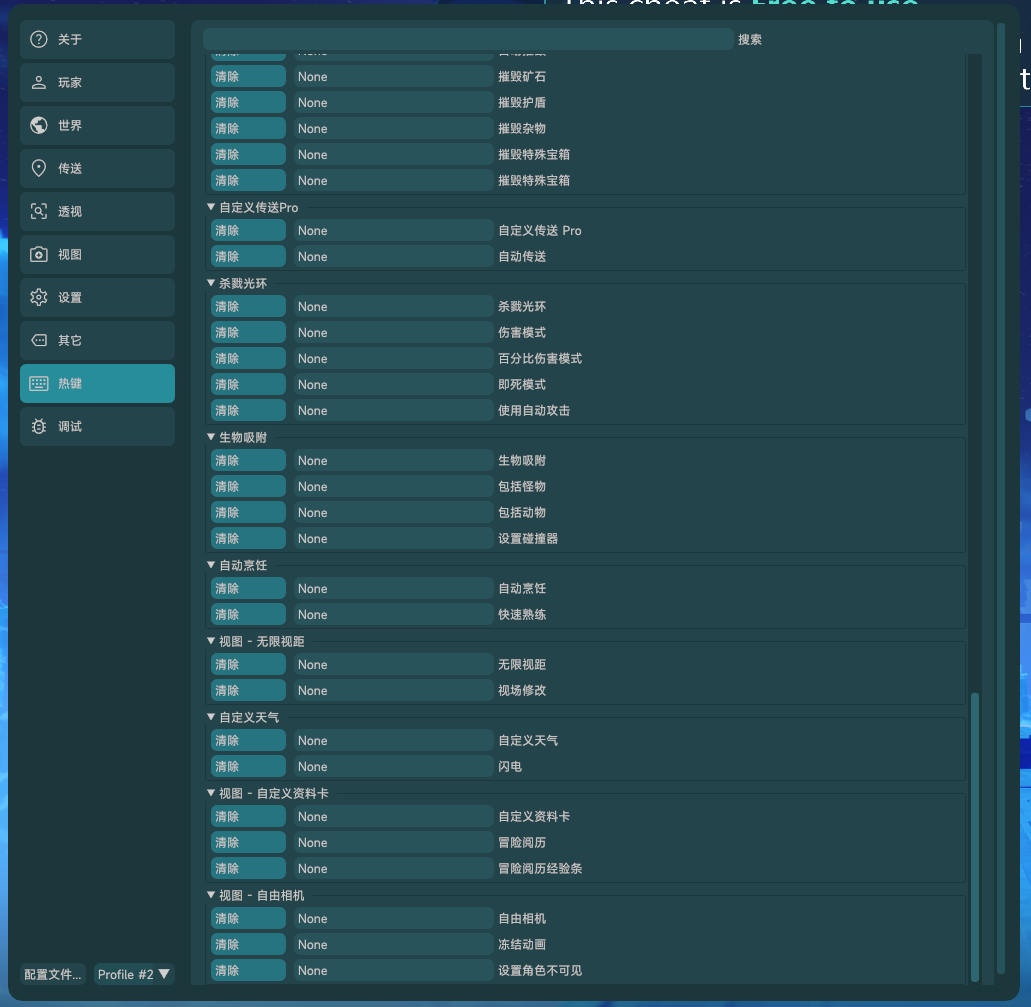 This cheat is Free to use
关于
玩家
世界
传送
透视
视图
设置
其它
热键
调试
配置文件...
Profile #2
搜索
清除 None 摧毁矿石
清除 None 摧毁护盾
清除 None 摧毁杂物
清除 None 摧毁特殊宝箱
清除 None 摧毁特殊宝箱
自定义传送Pro
清除 None 自定义传送 Pro
清除 None 自动传送
杀戮光环
清除 None 杀戮光环
清除 None 伤害模式
清除 None 百分比伤害模式
清除 None 即死模式
清除 None 使用自动攻击
生物吸附
清除 None 生物吸附
清除 None 包括怪物
清除 None 包括动物
清除 None 设置碰撞器
自动烹饪
清除 None 自动烹饪
清除 None 快速熟练
视图 - 无限视距
清除 None 无限视距
清除 None 视场修改
自定义天气
清除 None 自定义天气
清除 None 闪电
视图 - 自定义资料卡
清除 None 自定义资料卡
清除 None 冒险阅历
清除 None 冒险阅历经验条
视图 - 自由相机
清除 None 自由相机
清除 None 冻结动画
清除 None 设置角色不可见